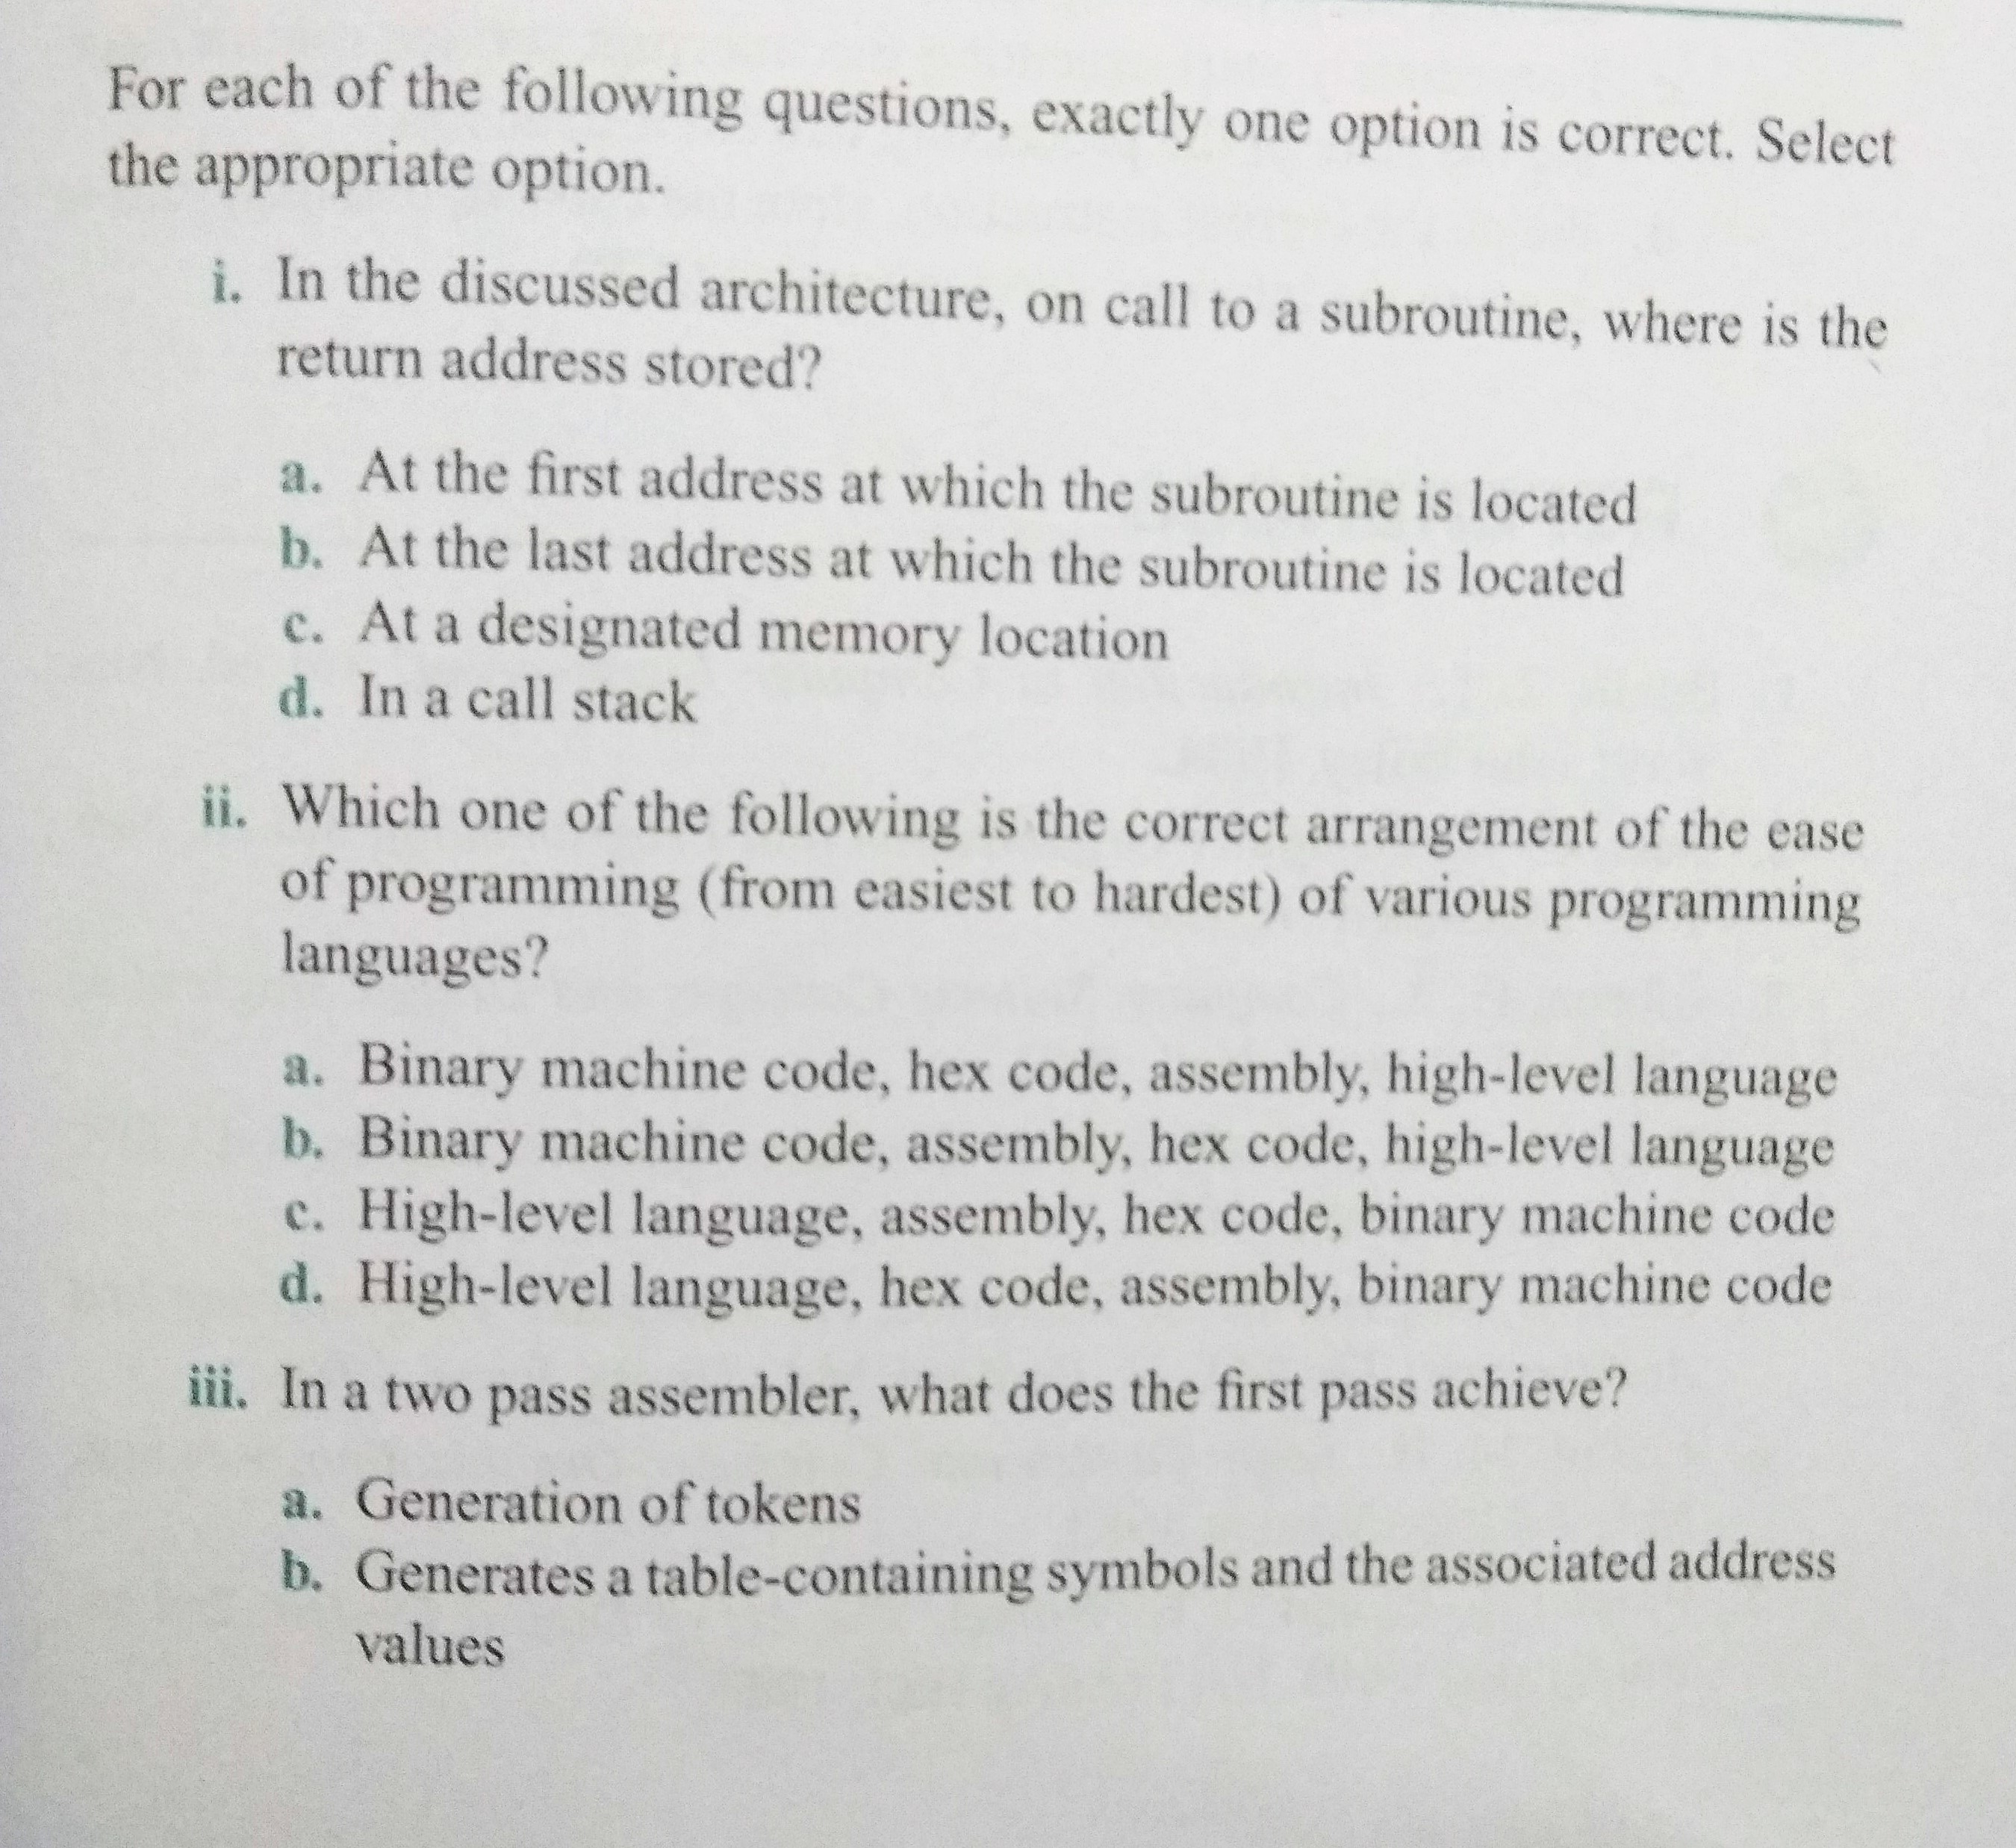 For each of the following questions, exactly one option is correct. Select
the appropriate option.
i. In the discussed architecture, on call to a subroutine, where is the
return address stored?
a. At the first address at which the subroutine is located
b. At the last address at which the subroutine is located
c. At a designated memory location
d. In a call stack
ii. Which one of the following is the correct arrangement of the ease
of programming (from easiest to hardest) of various programming
languages?
a. Binary machine code, hex code, assembly, high-level language
b. Binary machine code, assembly, hex code, high-level language
c. High-level language, assembly, hex code, binary machine code
d. High-level language, hex code, assembly, binary machine code
iii. In a two pass assembler, what does the first pass achieve?
a. Generation of tokens
b. Generates a table-containing symbols and the associated address
values